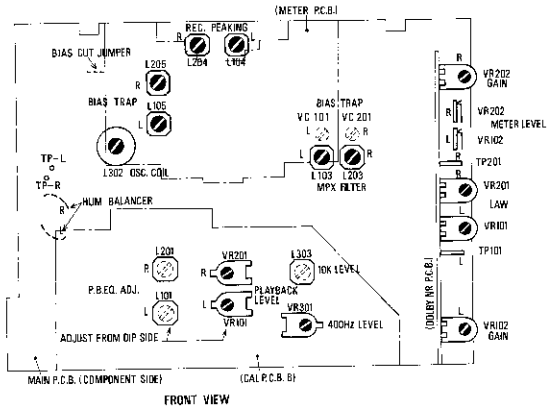 (METER P.C.B.)
REC. PEAKING
R
L
L204
L104
BIAS CUT JUMPER
L205
R
BIAS TRAP
L105
L302 OSC. COIL
BIAS TRAP
VC 101
VC 201
L
R
L
R
L103
L203
MPX FILTER
TP-L
TP-R
R
L
HUM BALANCER
R
VR202
GAIN
R
VR202
METER LEVEL
L
VR102
R
TP201
R
VR201
LAW
L
VR101
TP101
L
(DOLBY NR P.C.B.)
L
VR102
GAIN
L201
R
P.B.EQ. ADJ.
L101
L
VR201
R
PLAYBACK
LEVEL
L
VR101
L303
10K LEVEL
VR301
400Hz LEVEL
ADJUST FROM DIP SIDE
MAIN P.C.B. (COMPONENT SIDE)
(CAL P.C.B. B)
FRONT VIEW